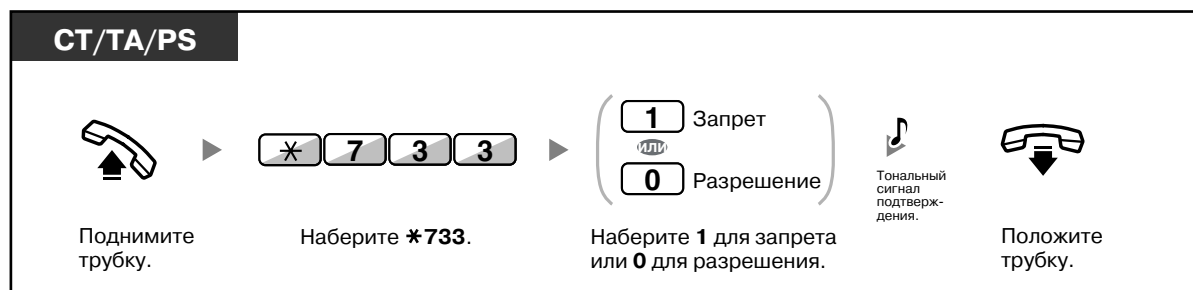 CT/TA/PS
✕ 7 3 3
1 Запрет
или
0 Разрешение
Тональный
сигнал
подтверж-
дения.
Поднимите
трубку.
Наберите ✕733.
Наберите 1 для запрета
или 0 для разрешения.
Положите
трубку.